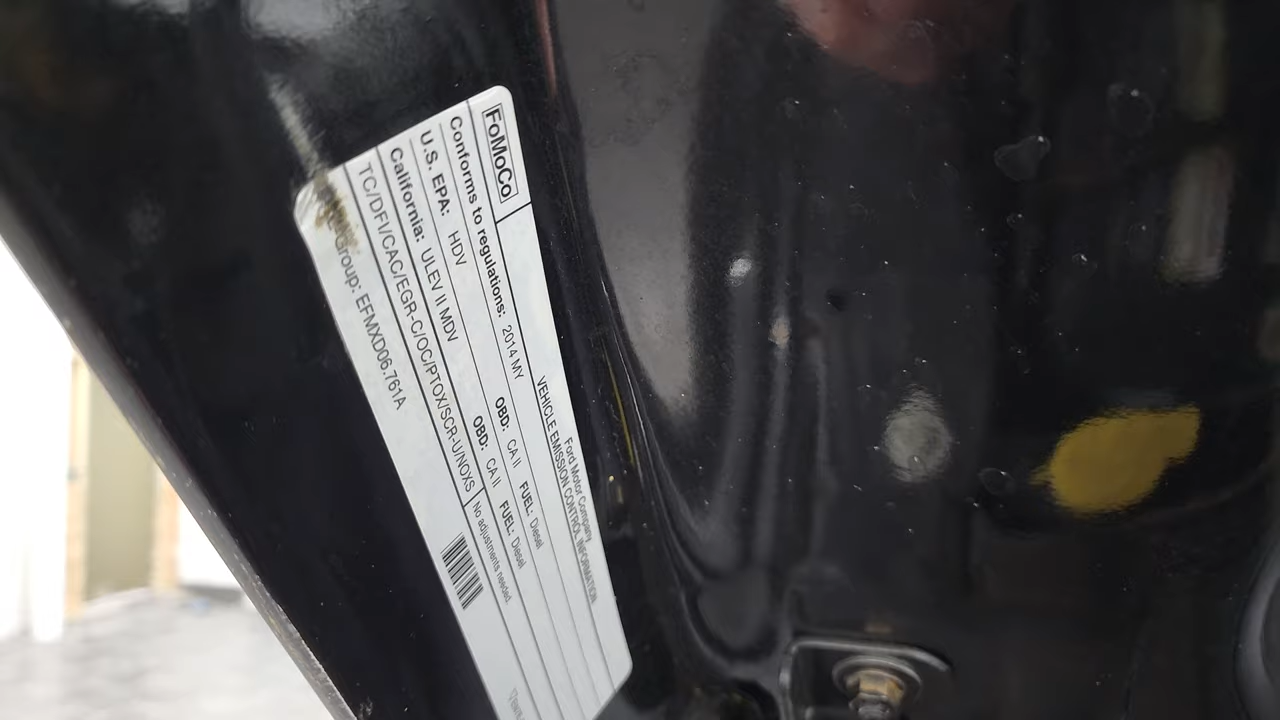 FoMoCo
Ford Motor Company
VEHICLE EMISSION CONTROL INFORMATION
Conforms to regulations: 2014 MY
U.S. EPA: HDV OBD: CA II FUEL: Diesel
California: ULEV II MDV OBD: CA II FUEL: Diesel
TC/DFI/CAC/EGR-C/OC/PTOX/SCR-U/NOXS No adjustments needed.
Group: EFMXD06.761A